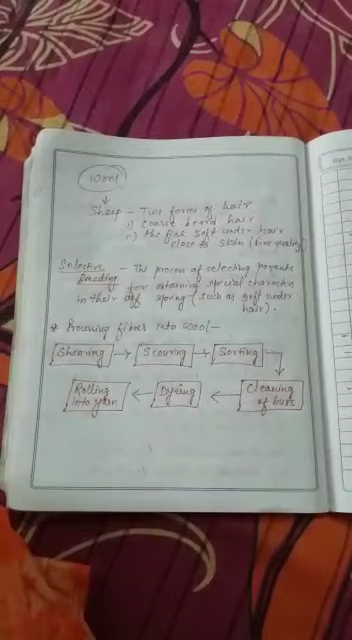 Wool
↓
Sheep - Two forms of hair
i) Coarse beard hair
ii) the fine soft under-hair
close to skin (fine quality)
Selective - The process of selecting parents
Breeding for obtaining special character
in their off spring (such as soft under
hair).
* Processing fibres into wool-
Shearing → Scouring → Sorting
Rolling into yarn ← Dyeing ← Cleaning of burs